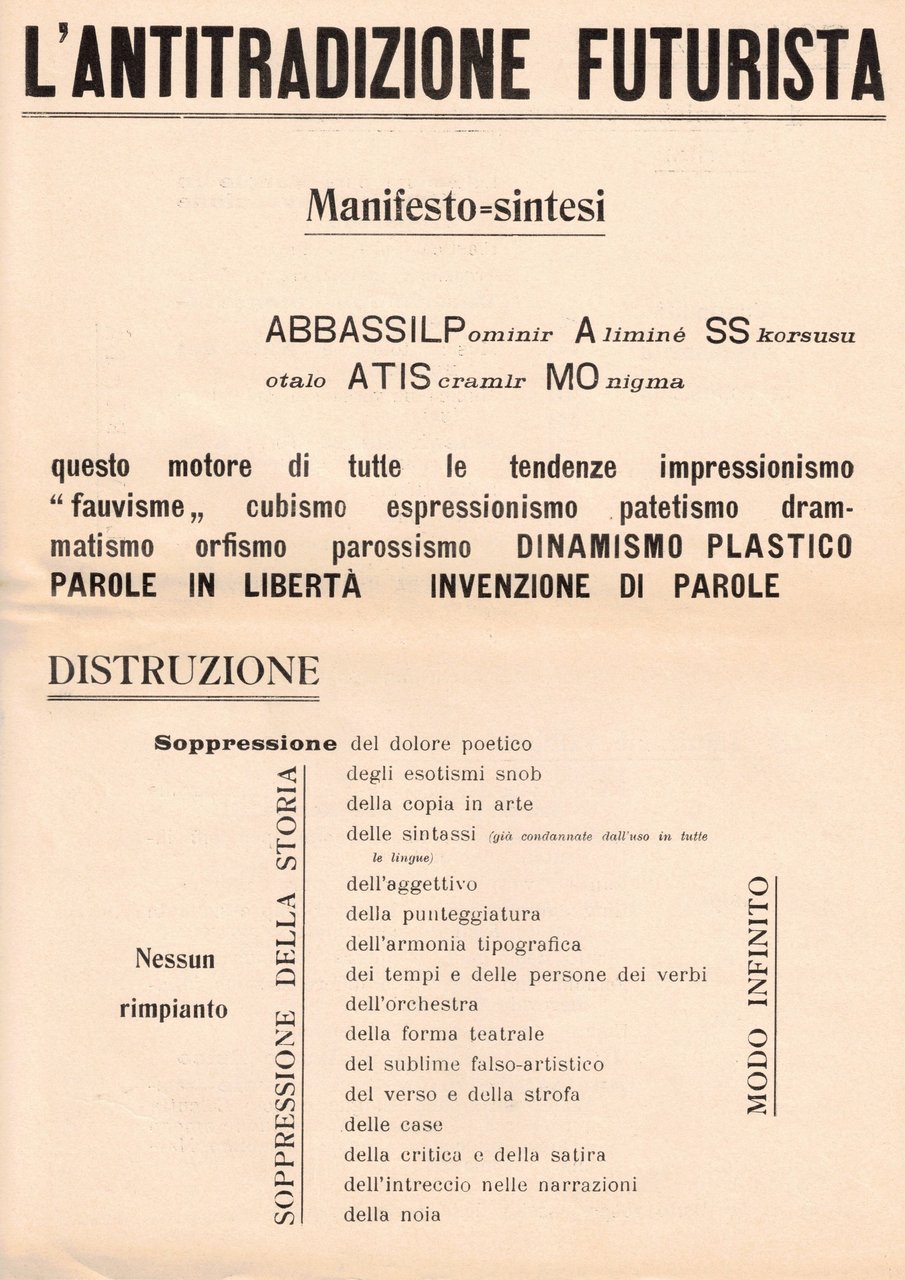 L'ANTITRADIZIONE FUTURISTA
Manifesto=sintesi
ABBASSILPominir Aliminé SSkorsusu
otalo ATIScramlr MOnigma
questo motore di tutte le tendenze impressionismo
“fauvisme„ cubismo espressionismo patetismo dram-
matismo orfismo parossismo DINAMISMO PLASTICO
PAROLE IN LIBERTÀ INVENZIONE DI PAROLE
DISTRUZIONE
Soppressione del dolore poetico
degli esotismi snob
della copia in arte
delle sintassi (già condannate dall'uso in tutte
le lingue)
dell'aggettivo
della punteggiatura
dell'armonia tipografica
dei tempi e delle persone dei verbi
dell'orchestra
della forma teatrale
del sublime falso-artistico
del verso e della strofa
delle case
della critica e della satira
dell'intreccio nelle narrazioni
della noia
SOPPRESSIONE DELLA STORIA
Nessun
rimpianto
MODO INFINITO